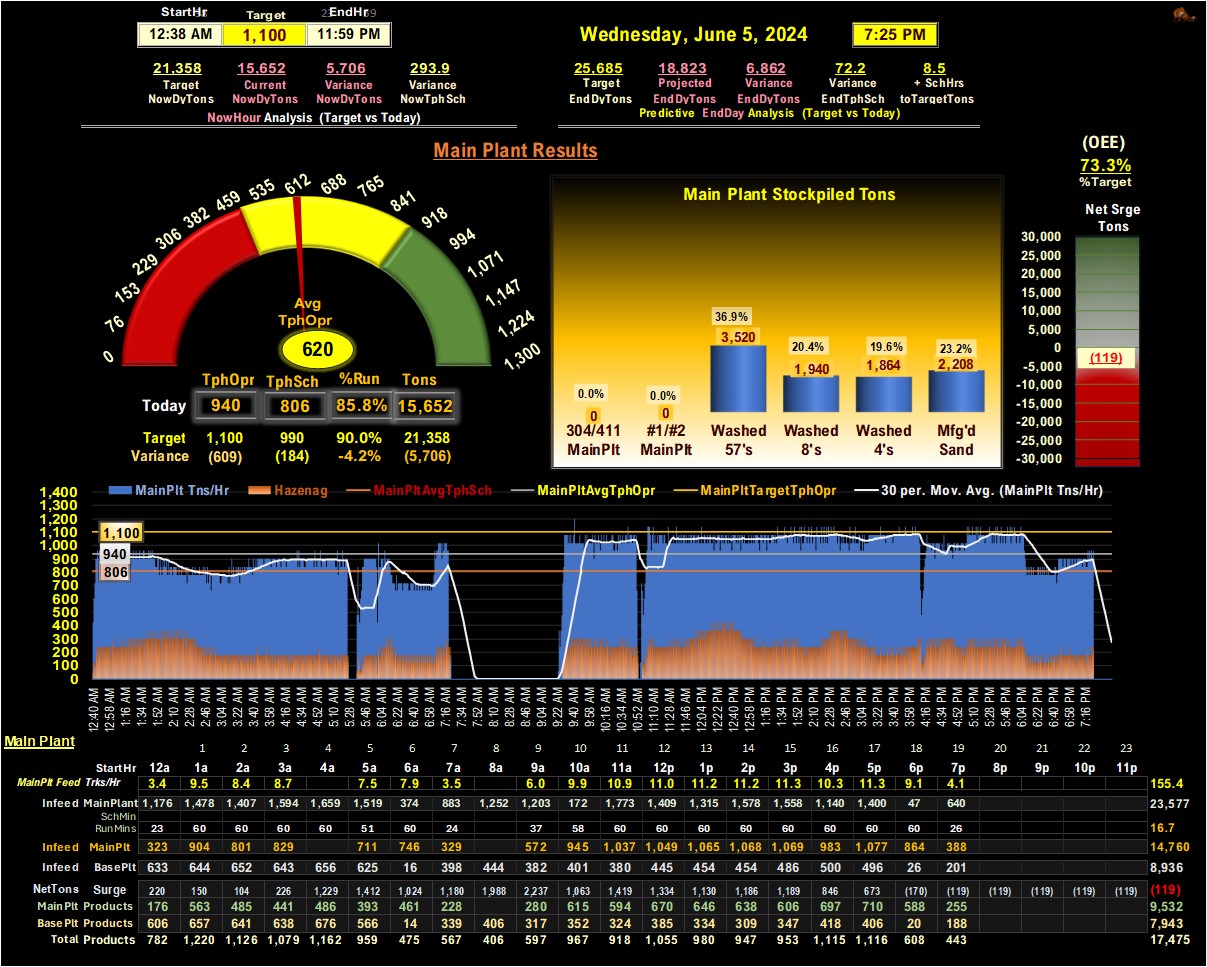 StartHr Target EndHr
12:38 AM 1,100 11:59 PM
Wednesday, June 5, 2024 7:25 PM
21,358 15,652 5,706 293.9
Target Current Variance Variance
NowDyTons NowDyTons NowDyTons NowTphSch
NowHour Analysis (Target vs Today)
25,685 18,823 6,862 72.2 8.5
Target Projected Variance Variance + SchHrs
EndDyTons EndDyTons EndDyTons EndTphSch toTargetTons
Predictive EndDay Analysis (Target vs Today)
Main Plant Results
(OEE)
73.3%
%Target
0 76 153 229 306 382 459 535 612 688 765 841 918 994 1,071 1,147 1,224 1,300
Avg
TphOpr
620
TphOpr TphSch %Run Tons
Today 940 806 85.8% 15,652
Target 1,100 990 90.0% 21,358
Variance (609) (184) -4.2% (5,706)
Main Plant Stockpiled Tons
0.0% 0.0% 36.9% 20.4% 19.6% 23.2%
0 0 3,520 1,940 1,864 2,208
304/411 #1/#2 Washed Washed Washed Mfg'd
MainPlt MainPlt 57's 8's 4's Sand
Net Srge
Tons
30,000
25,000
20,000
15,000
10,000
5,000
0
(119)
-5,000
-10,000
-15,000
-20,000
-25,000
-30,000
MainPlt Tns/Hr Hazenag MainPltAvgTphSch MainPltAvgTphOpr MainPltTargetTphOpr 30 per. Mov. Avg. (MainPlt Tns/Hr)
1,400
1,300
1,200
1,100
1,000
900
800
700
600
500
400
300
200
100
0
1,100
940
806
12:40 AM 12:58 AM 1:16 AM 1:34 AM 1:52 AM 2:10 AM 2:28 AM 2:46 AM 3:04 AM 3:22 AM 3:40 AM 3:58 AM 4:16 AM 4:34 AM 4:52 AM 5:10 AM 5:28 AM 5:46 AM 6:04 AM 6:22 AM 6:40 AM 6:58 AM 7:16 AM 7:34 AM 7:52 AM 8:10 AM 8:28 AM 8:46 AM 9:04 AM 9:22 AM 9:40 AM 9:58 AM 10:16 AM 10:34 AM 10:52 AM 11:10 AM 11:28 AM 11:46 AM 12:04 PM 12:22 PM 12:40 PM 12:58 PM 1:16 PM 1:34 PM 1:52 PM 2:10 PM 2:28 PM 2:46 PM 3:04 PM 3:22 PM 3:40 PM 3:58 PM 4:16 PM 4:34 PM 4:52 PM 5:10 PM 5:28 PM 5:46 PM 6:04 PM 6:22 PM 6:40 PM 6:58 PM 7:16 PM
Main Plant
1 2 3 4 5 6 7 8 9 10 11 12 13 14 15 16 17 18 19 20 21 22 23
StartHr 12a 1a 2a 3a 4a 5a 6a 7a 8a 9a 10a 11a 12p 1p 2p 3p 4p 5p 6p 7p 8p 9p 10p 11p
MainPlt Feed Trks/Hr 3.4 9.5 8.4 8.7 7.5 7.9 3.5 6.0 9.9 10.9 11.0 11.2 11.2 11.3 10.3 11.3 9.1 4.1 155.4
Infeed MainPlant 1,176 1,478 1,407 1,594 1,659 1,519 374 883 1,252 1,203 172 1,773 1,409 1,315 1,578 1,558 1,140 1,400 47 640 23,577
SchMin
RunMins 23 60 60 60 60 51 60 24 37 58 60 60 60 60 60 60 60 60 26 16.7
Infeed MainPlt 323 904 801 829 711 746 329 572 945 1,037 1,049 1,065 1,068 1,069 983 1,077 864 388 14,760
Infeed BasePlt 633 644 652 643 656 625 16 398 444 382 401 380 445 454 454 486 500 496 26 201 8,936
NetTons Surge 220 150 104 226 1,229 1,412 1,024 1,180 1,988 2,237 1,063 1,419 1,334 1,130 1,186 1,189 846 673 (170) (119) (119) (119) (119) (119) (119)
MainPlt Products 176 563 485 441 486 393 461 228 280 615 594 670 646 638 606 697 710 588 255 9,532
BasePlt Products 606 657 641 638 676 566 14 339 406 317 352 324 385 334 309 347 418 406 20 188 7,943
Total Products 782 1,220 1,126 1,079 1,162 959 475 567 406 597 967 918 1,055 980 947 953 1,115 1,116 608 443 17,475